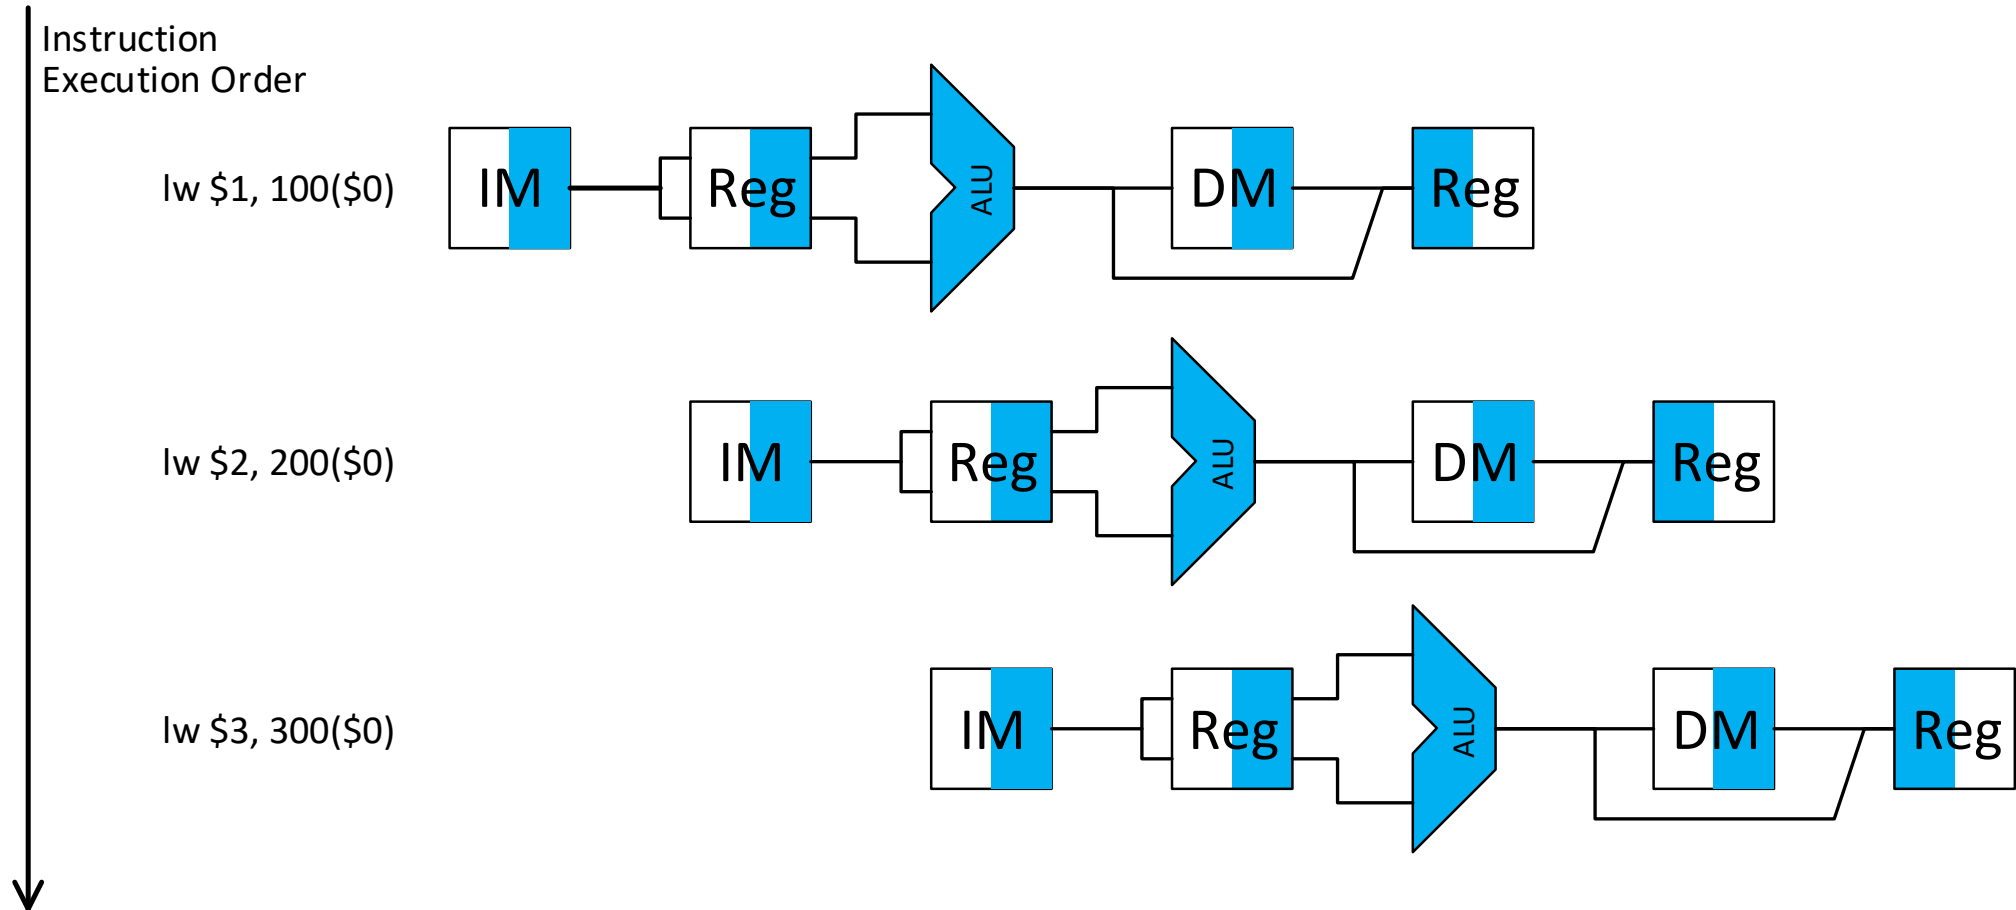 Instruction
Execution Order
lw $1, 100($0)
IM
Reg
ALU
DM
Reg
lw $2, 200($0)
IM
Reg
ALU
DM
Reg
lw $3, 300($0)
IM
Reg
ALU
DM
Reg